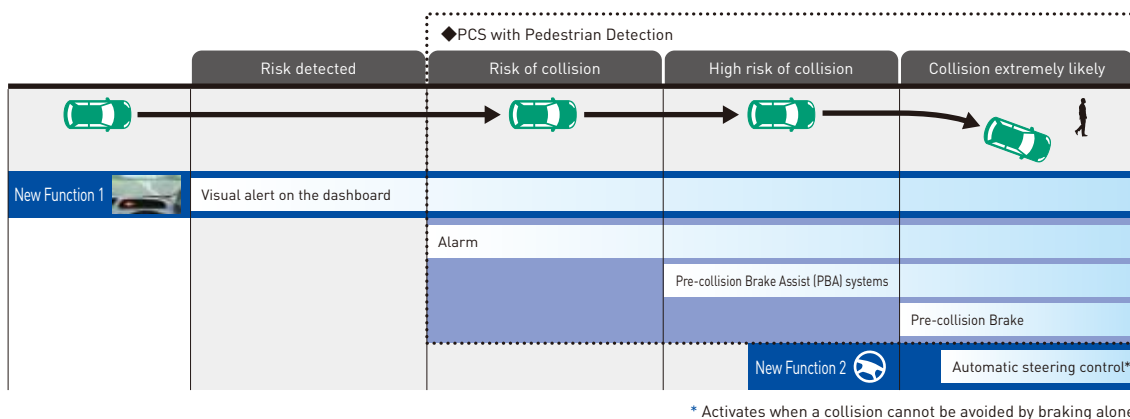 ◆PCS with Pedestrian Detection
Risk detected
Risk of collision
High risk of collision
Collision extremely likely
New Function 1
Visual alert on the dashboard
Alarm
Pre-collision Brake Assist (PBA) systems
Pre-collision Brake
New Function 2
Automatic steering control*
* Activates when a collision cannot be avoided by braking alone